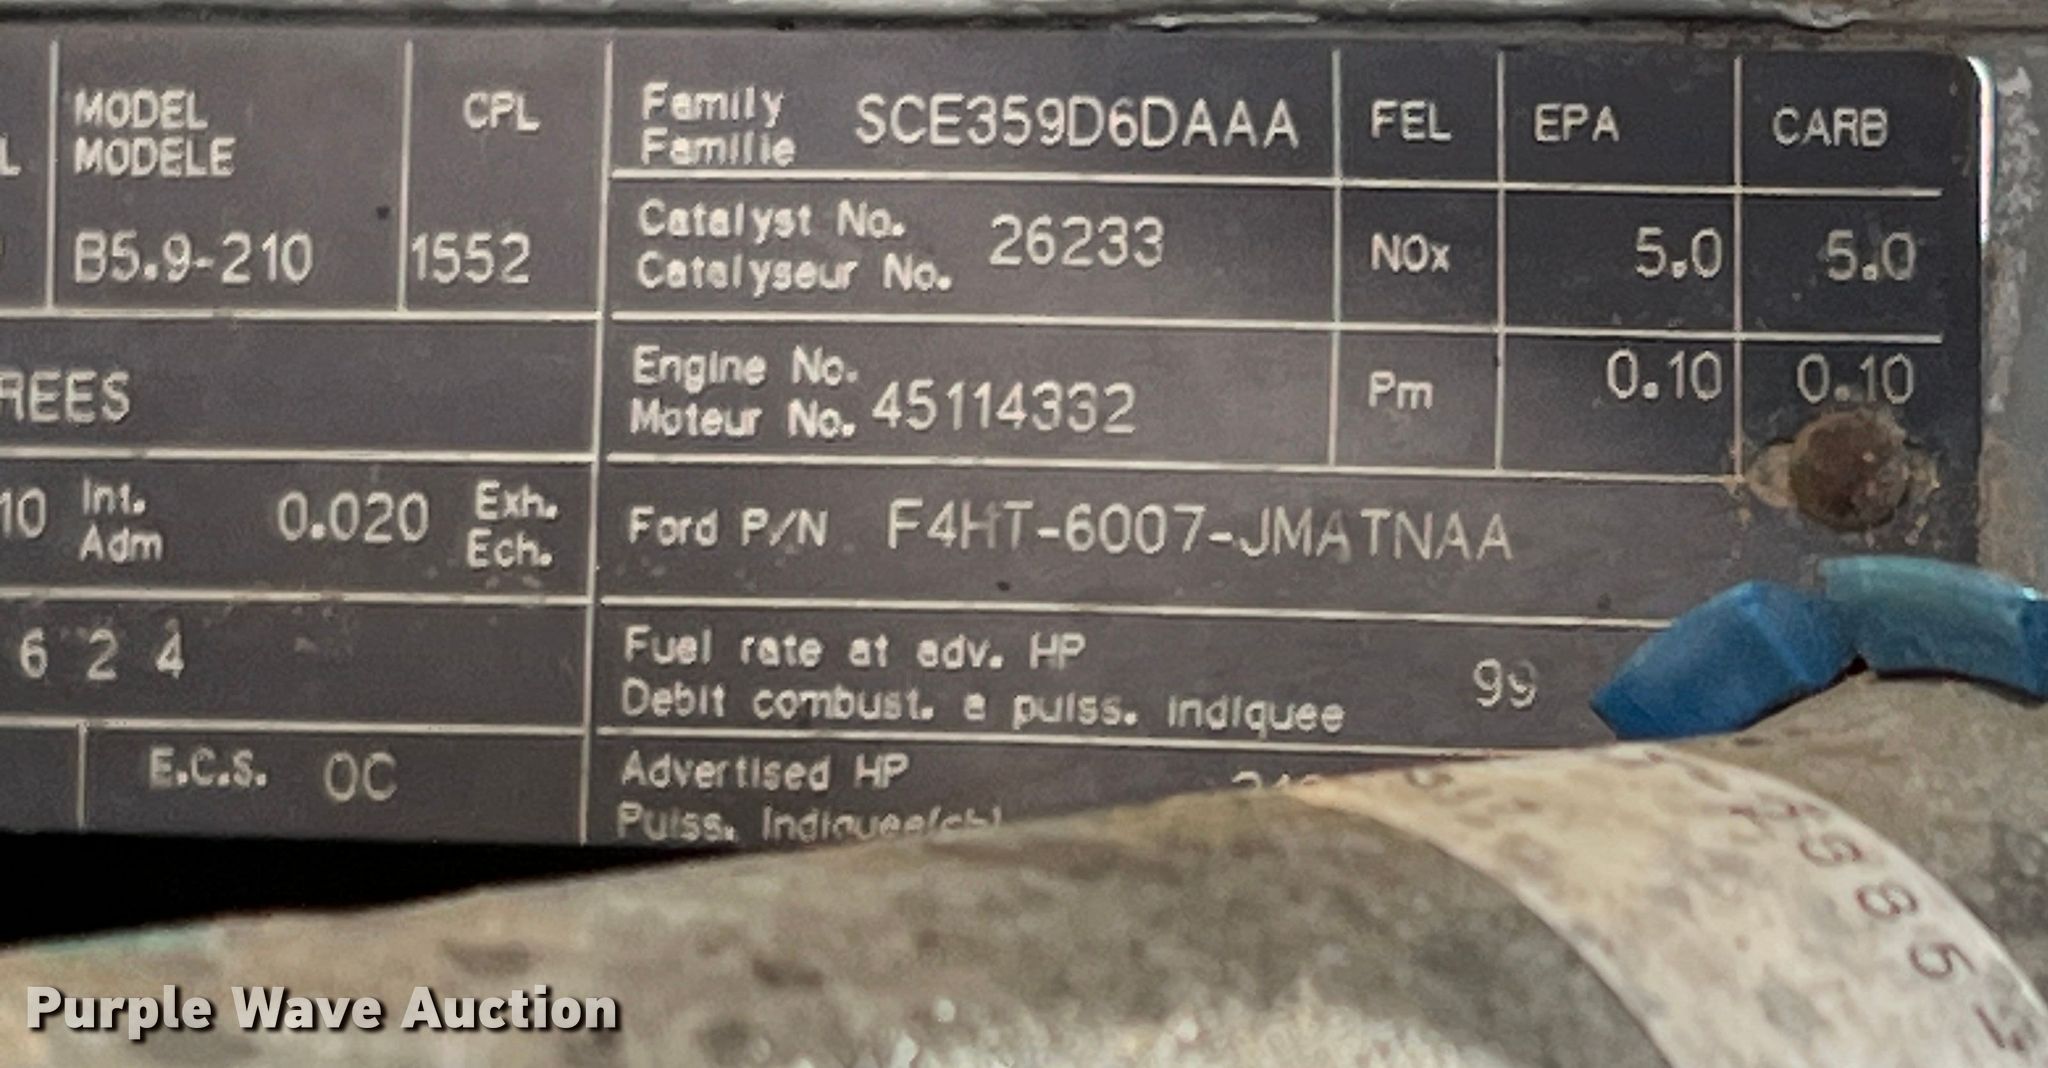 MODEL
MODELE
B5.9-210
CPL
1552
REES
10 Int.
Adm
0.020 Exh.
Ech.
6 2 4
E.C.S. OC
Family
Familie
SCE359D6DAAA
FEL EPA CARB
Catalyst No.
Catalyseur No.
26233
NOx 5.0 5.0
Engine No.
Moteur No.
45114332
Pm 0.10 0.10
Ford P/N F4HT-6007-JMATNAA
Fuel rate at adv. HP
Debit combust. a puiss. indiquee
99
Advertised HP
Puiss. indiquee(ch)
Purple Wave Auction